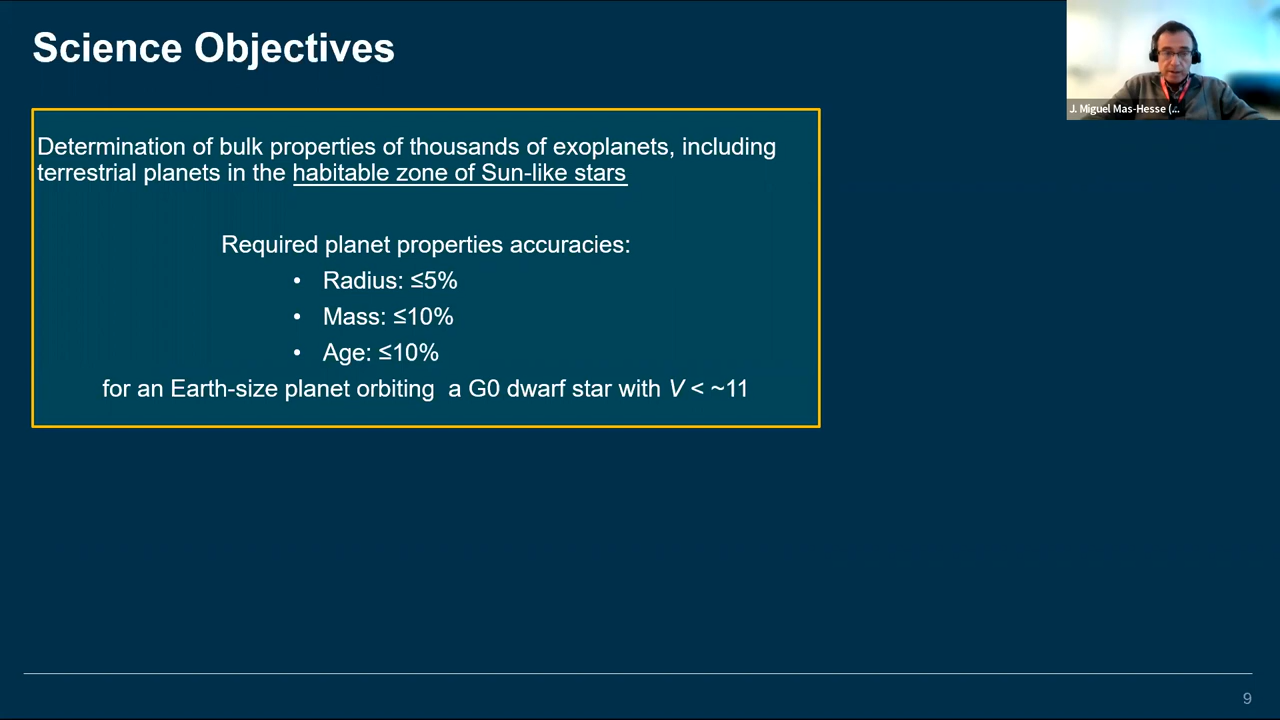 Science Objectives
J. Miguel Mas-Hesse (...
Determination of bulk properties of thousands of exoplanets, including
terrestrial planets in the habitable zone of Sun-like stars
Required planet properties accuracies:
• Radius: ≤5%
• Mass: ≤10%
• Age: ≤10%
for an Earth-size planet orbiting  a G0 dwarf star with V < ~11
9